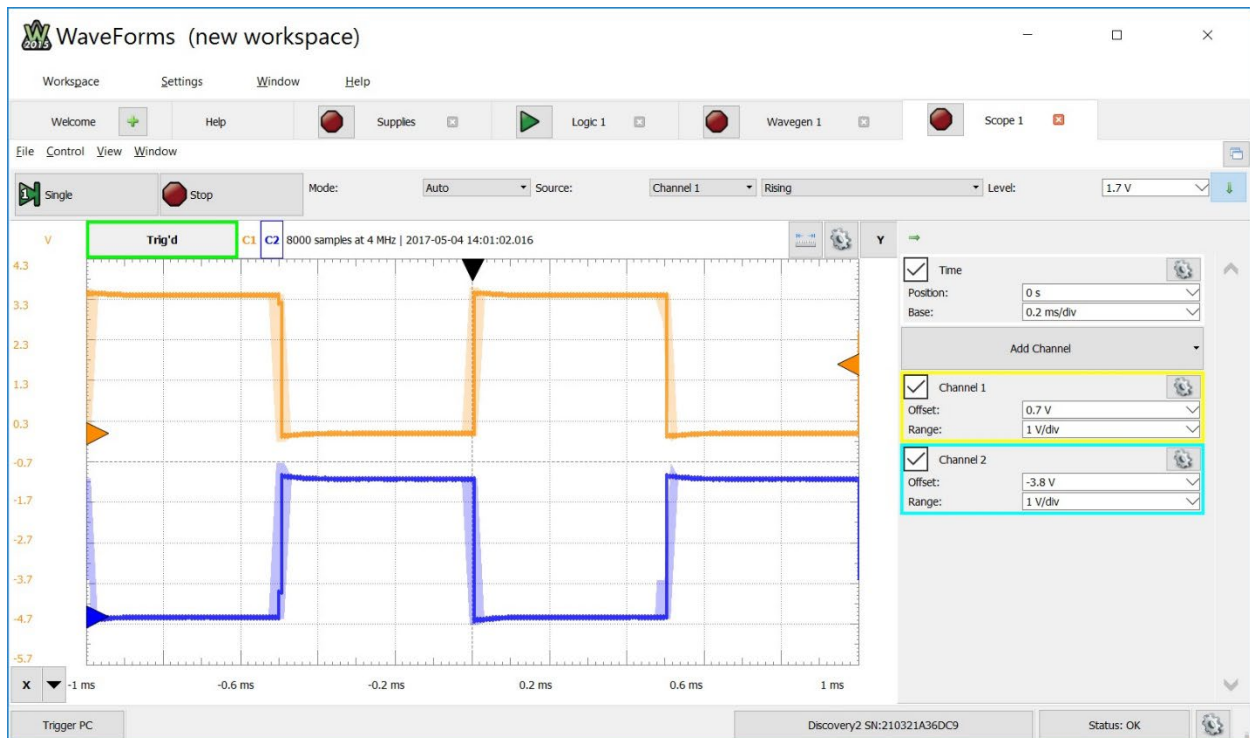 W 2015 WaveForms (new workspace)
Workspace Settings Window Help
Welcome Help Supplies Logic 1 Wavegen 1 Scope 1
File Control View Window
1 Single Stop Mode: Auto Source: Channel 1 Rising Level: 1.7 V
V Trig'd C1 C2 8000 samples at 4 MHz | 2017-05-04 14:01:02.016 Y
4.3
3.3
2.3
1.3
0.3
-0.7
-1.7
-2.7
-3.7
-4.7
-5.7
X -1 ms -0.6 ms -0.2 ms 0.2 ms 0.6 ms 1 ms
Time
Position: 0 s
Base: 0.2 ms/div
Add Channel
Channel 1
Offset: 0.7 V
Range: 1 V/div
Channel 2
Offset: -3.8 V
Range: 1 V/div
Trigger PC Discovery2 SN:210321A36DC9 Status: OK